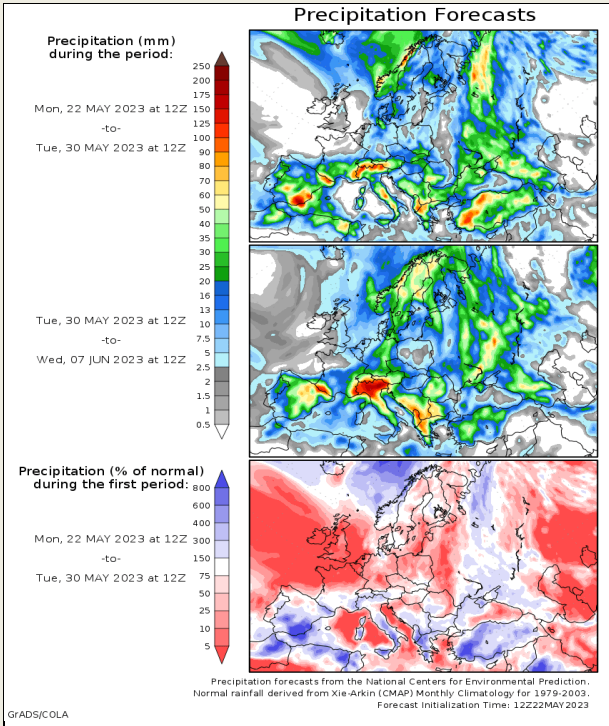 Precipitation Forecasts
Precipitation (mm)
during the period:
Mon, 22 MAY 2023 at 12Z
-to-
Tue, 30 MAY 2023 at 12Z
250
200
175
150
125
100
90
80
70
60
50
40
35
30
25
20
16
13
10
7.5
5
2.5
2
1.5
1
0.5
Tue, 30 MAY 2023 at 12Z
-to-
Wed, 07 JUN 2023 at 12Z
Precipitation (% of normal)
during the first period:
Mon, 22 MAY 2023 at 12Z
-to-
Tue, 30 MAY 2023 at 12Z
800
600
400
300
150
75
50
25
10
5
Precipitation forecasts from the National Centers for Environmental Prediction.
Normal rainfall derived from Xie-Arkin (CMAP) Monthly Climatology for 1979-2003.
Forecast Initialization Time: 12Z22MAY2023
GrADS/COLA